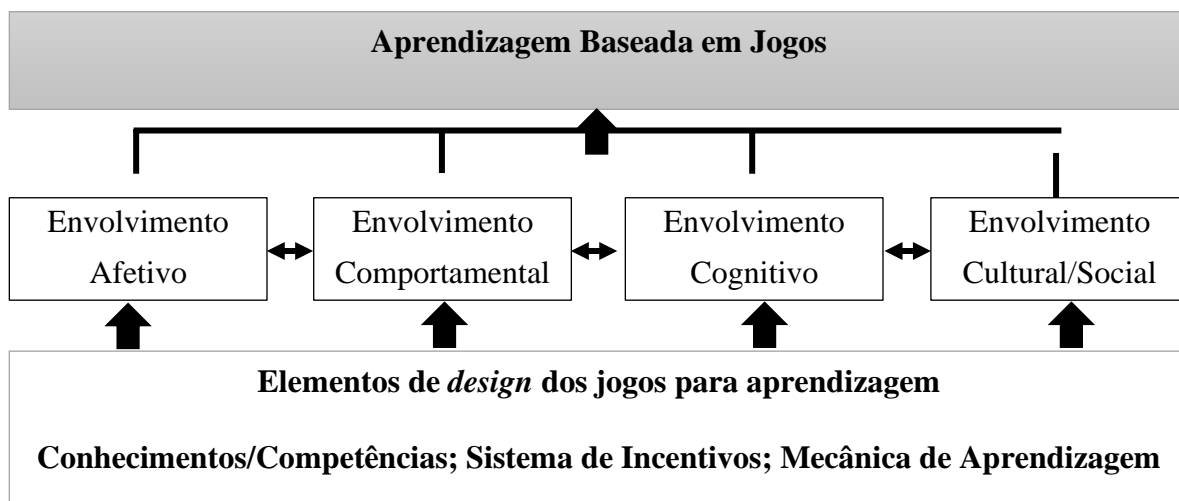 Aprendizagem Baseada em Jogos
Envolvimento
Afetivo
Envolvimento
Comportamental
Envolvimento
Cognitivo
Envolvimento
Cultural/Social
Elementos de design dos jogos para aprendizagem
Conhecimentos/Competências; Sistema de Incentivos; Mecânica de Aprendizagem